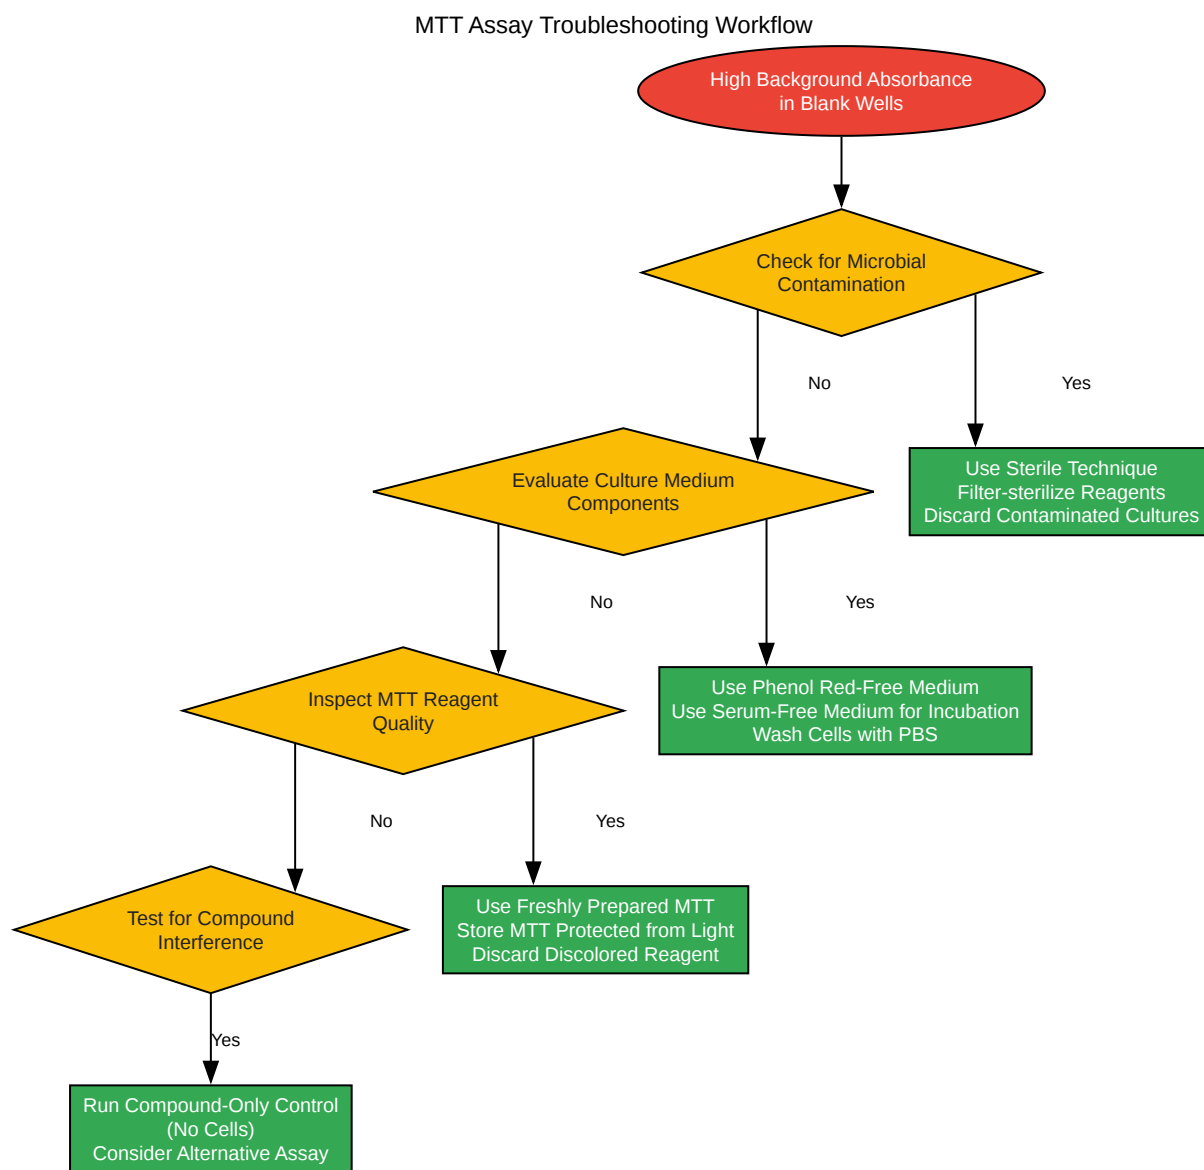 MTT Assay Troubleshooting Workflow
High Background Absorbance
in Blank Wells
Check for Microbial
Contamination
No
Yes
Evaluate Culture Medium
Components
Use Sterile Technique
Filter-sterilize Reagents
Discard Contaminated Cultures
No
Yes
Inspect MTT Reagent
Quality
Use Phenol Red-Free Medium
Use Serum-Free Medium for Incubation
Wash Cells with PBS
No
Yes
Test for Compound
Interference
Use Freshly Prepared MTT
Store MTT Protected from Light
Discard Discolored Reagent
Yes
Run Compound-Only Control
(No Cells)
Consider Alternative Assay